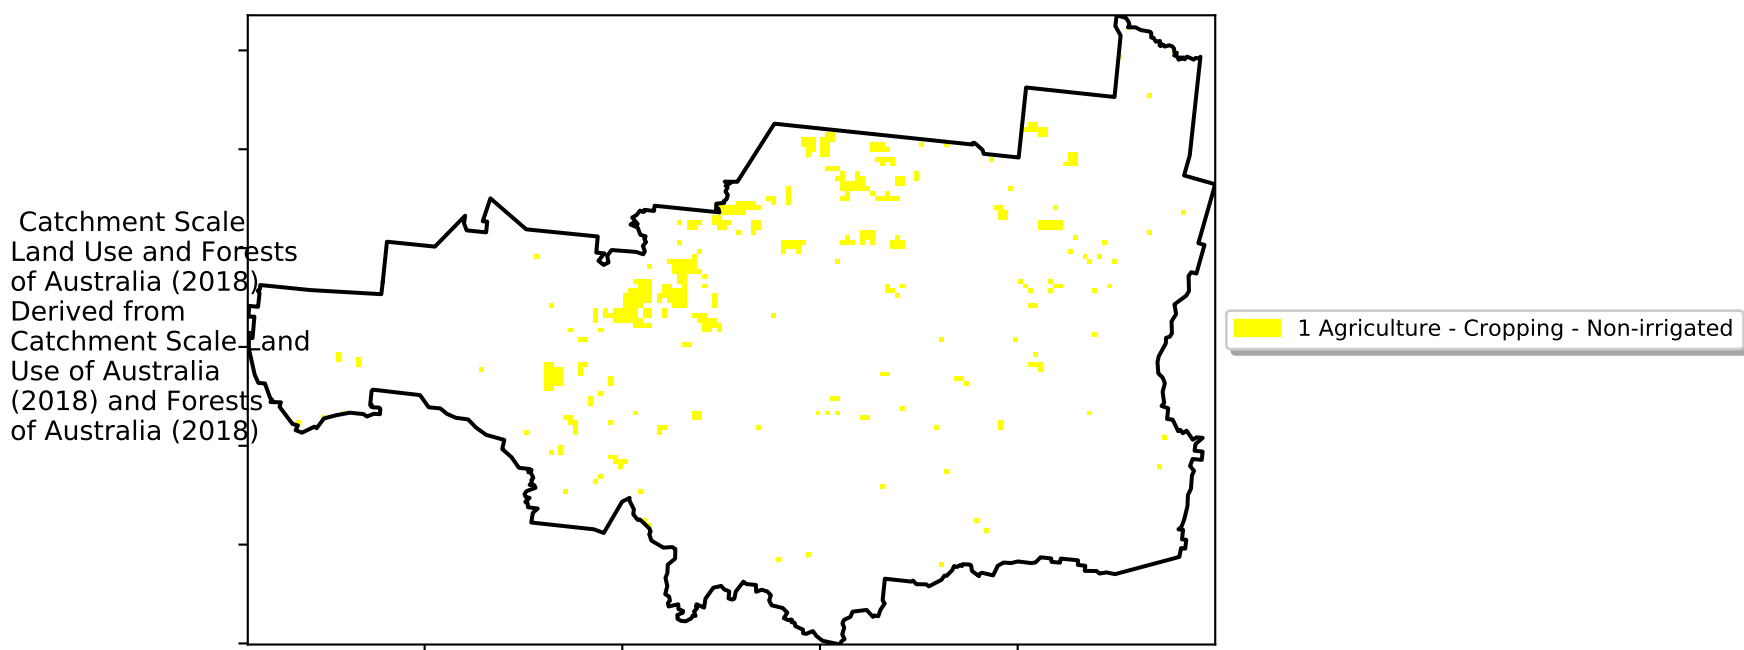 Catchment Scale
Land Use and Forests
of Australia (2018)
Derived from
Catchment Scale Land
Use of Australia
(2018) and Forests
of Australia (2018)
1 Agriculture - Cropping - Non-irrigated